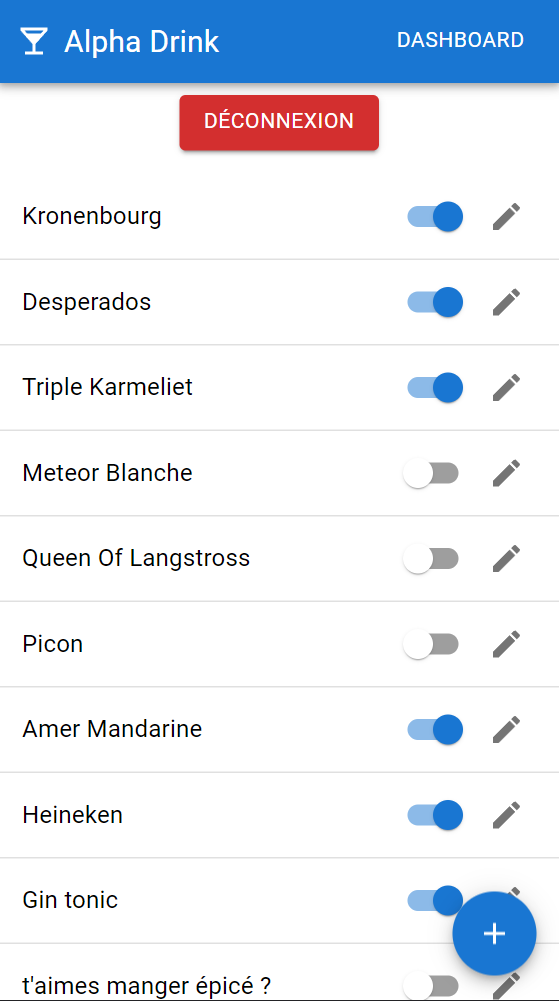 Alpha Drink
DASHBOARD
DÉCONNEXION
Kronenbourg
Desperados
Triple Karmeliet
Meteor Blanche
Queen Of Langstross
Picon
Amer Mandarine
Heineken
Gin tonic
t'aimes manger épicé ?